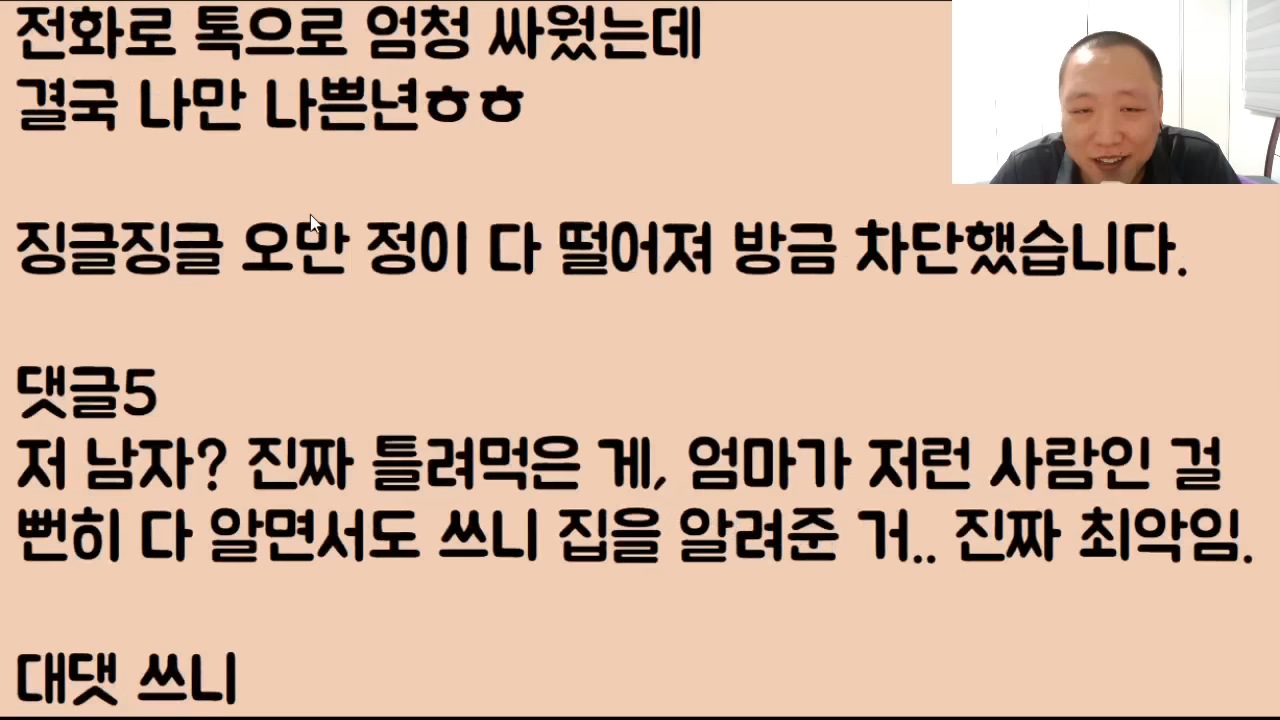 전화로 톡으로 엄청 싸웠는데
결국 나만 나쁜년ㅎㅎ
징글징글 오만 정이 다 떨어져 방금 차단했습니다.
댓글5
저 남자? 진짜 틀려먹은 게, 엄마가 저런 사람인 걸
뻔히 다 알면서도 쓰니 집을 알려준 거.. 진짜 최악임.
대댓 쓰니